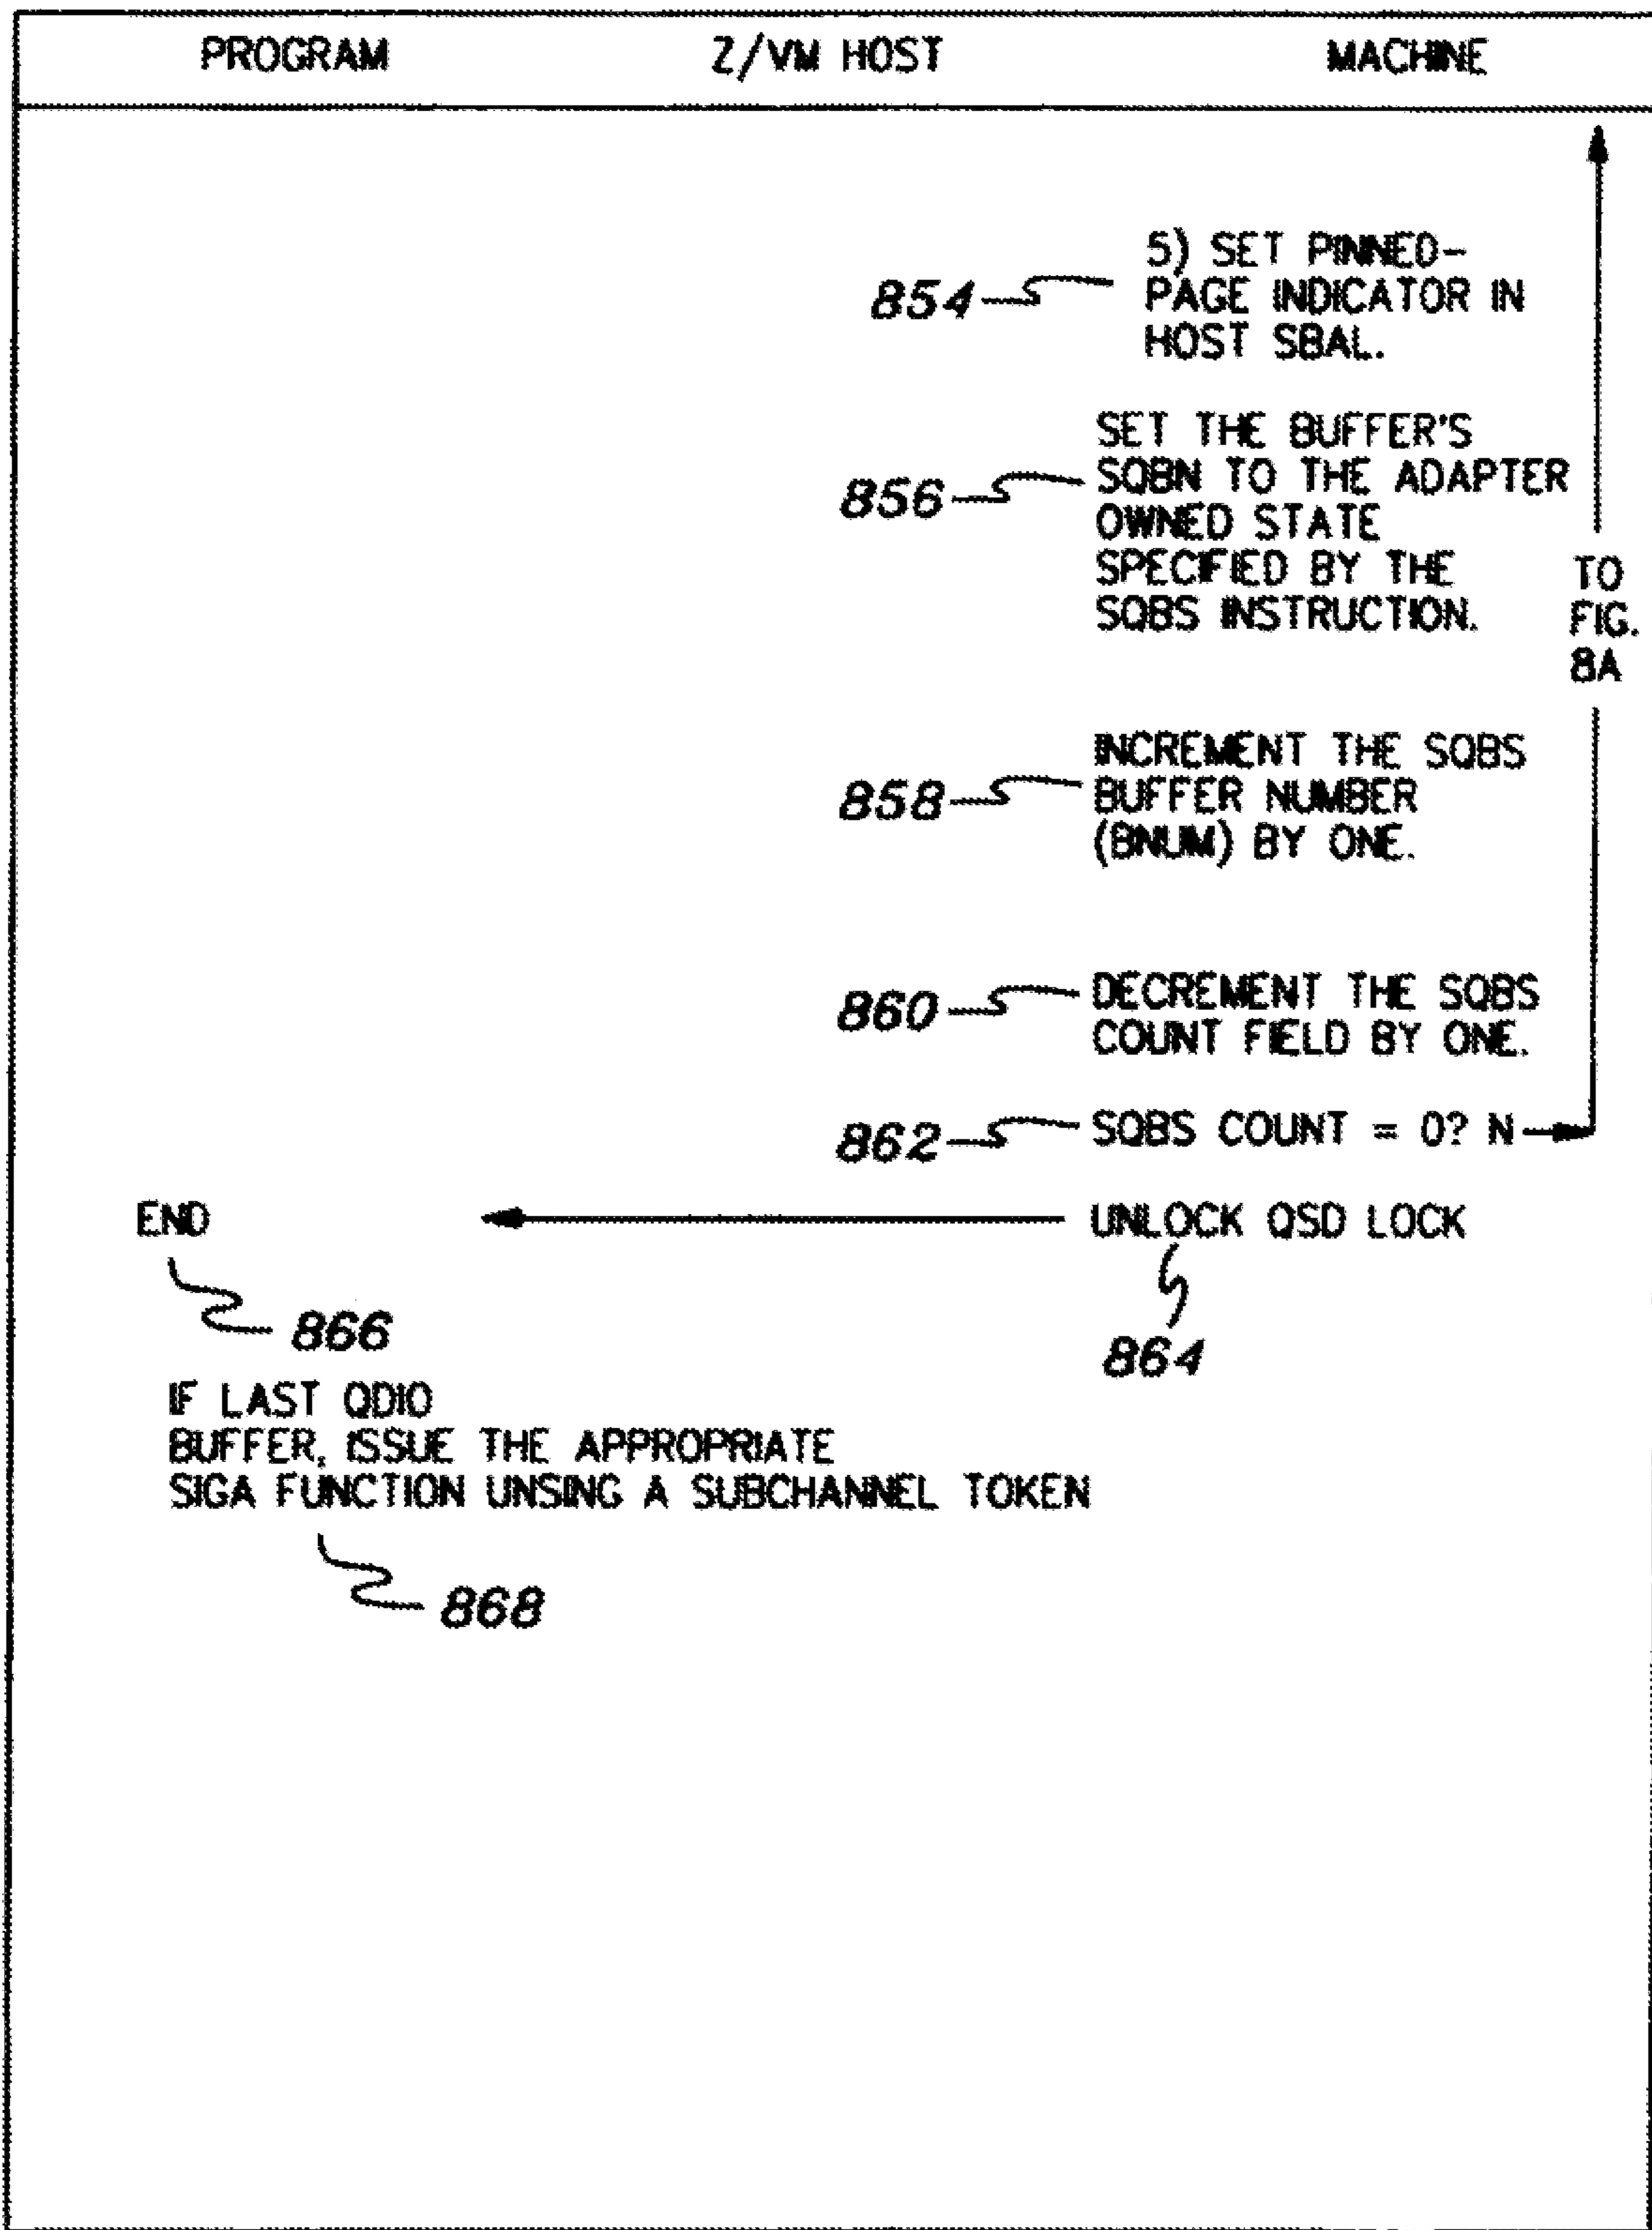 PROGRAM Z/VM HOST MACHINE
5) SET PINNED-
854 PAGE INDICATOR IN
HOST SBAL.
SET THE BUFFER'S
856 SQBN TO THE ADAPTER
OWNED STATE
SPECIFIED BY THE
SQBS INSTRUCTION.
TO
FIG.
8A
INCREMENT THE SQBS
858 BUFFER NUMBER
(BNUM) BY ONE.
860 DECREMENT THE SQBS
COUNT FIELD BY ONE.
862 SQBS COUNT = 0? N
END UNLOCK QSD LOCK
866
864
IF LAST QDIO
BUFFER, ISSUE THE APPROPRIATE
SIGA FUNCTION UNSING A SUBCHANNEL TOKEN
868